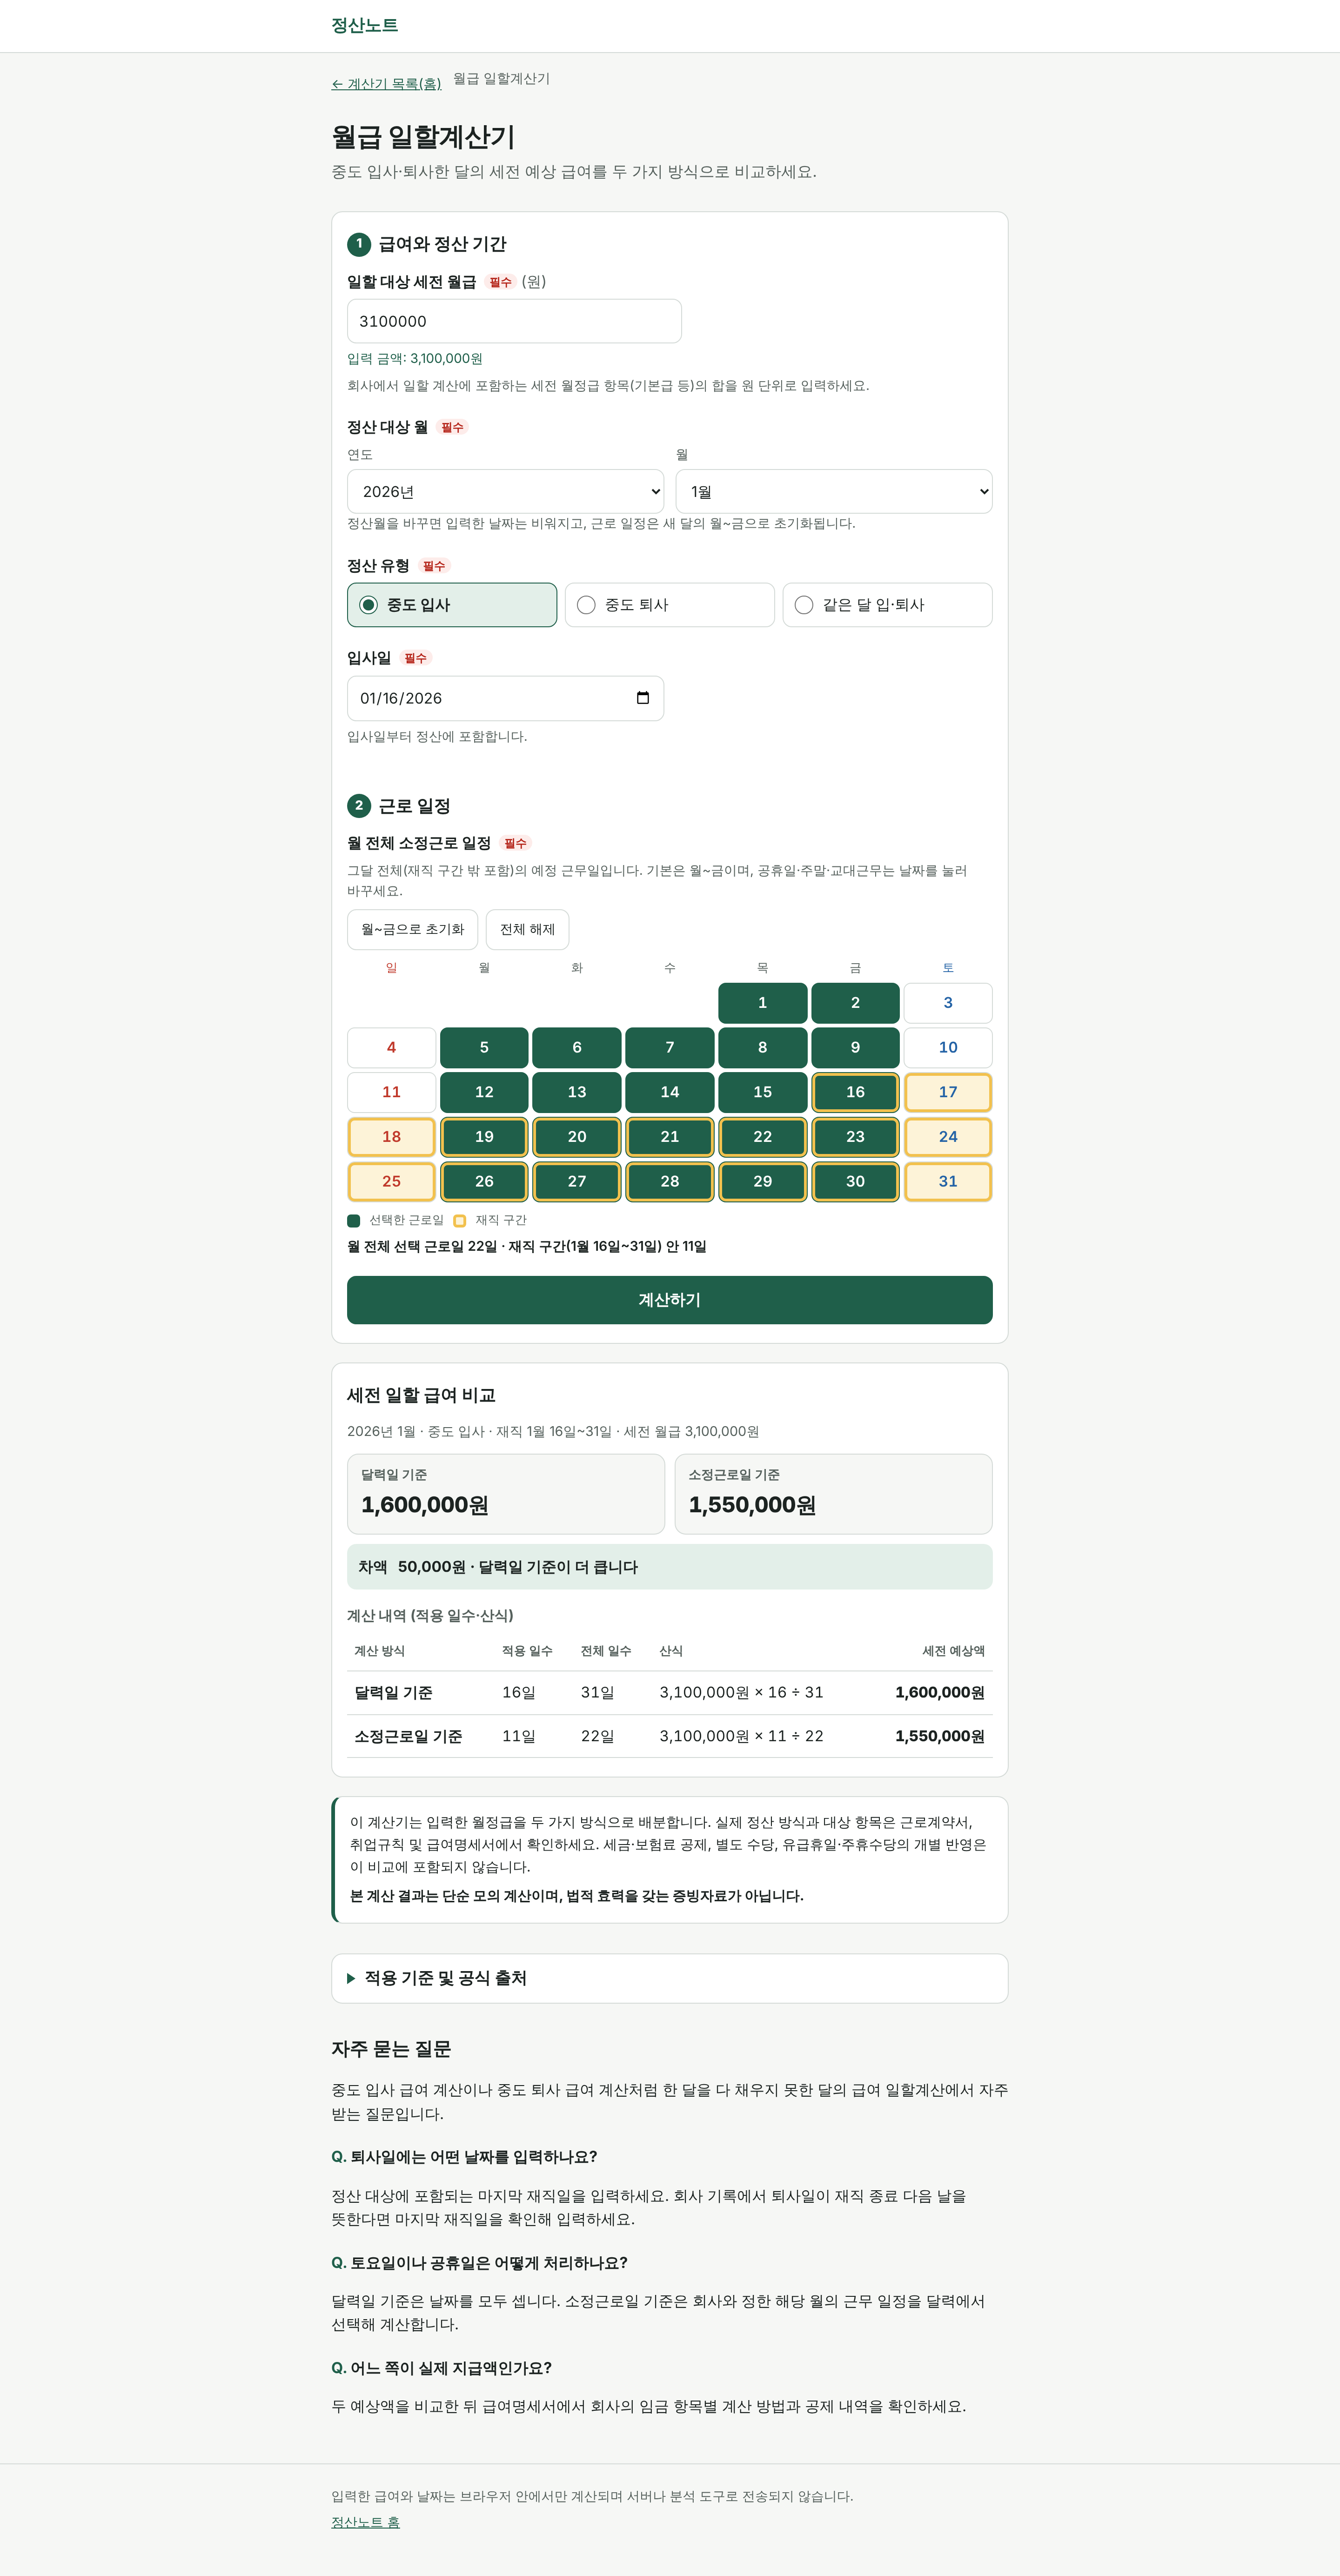 정산노트
← 계산기 목록(홈) 월급 일할계산기
월급 일할계산기
중도 입사·퇴사한 달의 세전 예상 급여를 두 가지 방식으로 비교하세요.
1 급여와 정산 기간
일할 대상 세전 월급 필수 (원)
3100000
입력 금액: 3,100,000원
회사에서 일할 계산에 포함하는 세전 월정급 항목(기본급 등)의 합을 원 단위로 입력하세요.
정산 대상 월 필수
연도 월
2026년 1월
정산월을 바꾸면 입력한 날짜는 비워지고, 근로 일정은 새 달의 월~금으로 초기화됩니다.
정산 유형 필수
중도 입사 중도 퇴사 같은 달 입·퇴사
입사일 필수
01/16/2026
입사일부터 정산에 포함합니다.
2 근로 일정
월 전체 소정근로 일정 필수
그달 전체(재직 구간 밖 포함)의 예정 근무일입니다. 기본은 월~금이며, 공휴일·주말·교대근무는 날짜를 눌러
바꾸세요.
월~금으로 초기화 전체 해제
일 월 화 수 목 금 토
1 2 3
4 5 6 7 8 9 10
11 12 13 14 15 16 17
18 19 20 21 22 23 24
25 26 27 28 29 30 31
선택한 근로일 재직 구간
월 전체 선택 근로일 22일 · 재직 구간(1월 16일~31일) 안 11일
계산하기
세전 일할 급여 비교
2026년 1월 · 중도 입사 · 재직 1월 16일~31일 · 세전 월급 3,100,000원
달력일 기준 소정근로일 기준
1,600,000원 1,550,000원
차액 50,000원 · 달력일 기준이 더 큽니다
계산 내역 (적용 일수·산식)
계산 방식 적용 일수 전체 일수 산식 세전 예상액
달력일 기준 16일 31일 3,100,000원 × 16 ÷ 31 1,600,000원
소정근로일 기준 11일 22일 3,100,000원 × 11 ÷ 22 1,550,000원
이 계산기는 입력한 월정급을 두 가지 방식으로 배분합니다. 실제 정산 방식과 대상 항목은 근로계약서,
취업규칙 및 급여명세서에서 확인하세요. 세금·보험료 공제, 별도 수당, 유급휴일·주휴수당의 개별 반영은
이 비교에 포함되지 않습니다.
본 계산 결과는 단순 모의 계산이며, 법적 효력을 갖는 증빙자료가 아닙니다.
적용 기준 및 공식 출처
자주 묻는 질문
중도 입사 급여 계산이나 중도 퇴사 급여 계산처럼 한 달을 다 채우지 못한 달의 급여 일할계산에서 자주
받는 질문입니다.
Q. 퇴사일에는 어떤 날짜를 입력하나요?
정산 대상에 포함되는 마지막 재직일을 입력하세요. 회사 기록에서 퇴사일이 재직 종료 다음 날을
뜻한다면 마지막 재직일을 확인해 입력하세요.
Q. 토요일이나 공휴일은 어떻게 처리하나요?
달력일 기준은 날짜를 모두 셉니다. 소정근로일 기준은 회사와 정한 해당 월의 근무 일정을 달력에서
선택해 계산합니다.
Q. 어느 쪽이 실제 지급액인가요?
두 예상액을 비교한 뒤 급여명세서에서 회사의 임금 항목별 계산 방법과 공제 내역을 확인하세요.
입력한 급여와 날짜는 브라우저 안에서만 계산되며 서버나 분석 도구로 전송되지 않습니다.
정산노트 홈